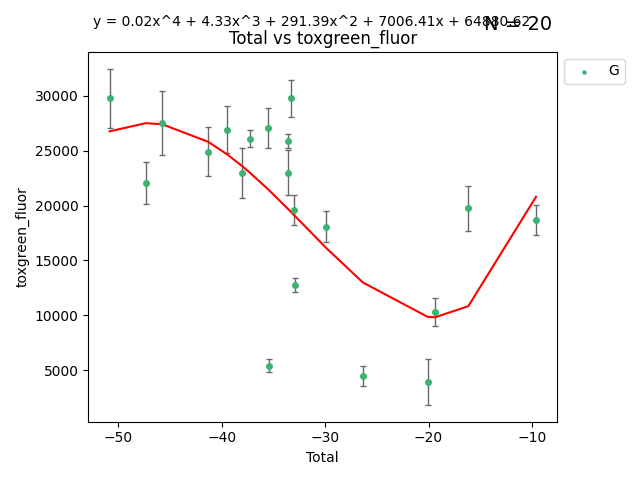 y = 0.02x^4 + 4.33x^3 + 291.39x^2 + 7006.41x + 64880.62
N = 20
Total vs toxgreen_fluor
G
30000
25000
20000
15000
10000
5000
toxgreen_fluor
−50
−40
−30
−20
−10
Total